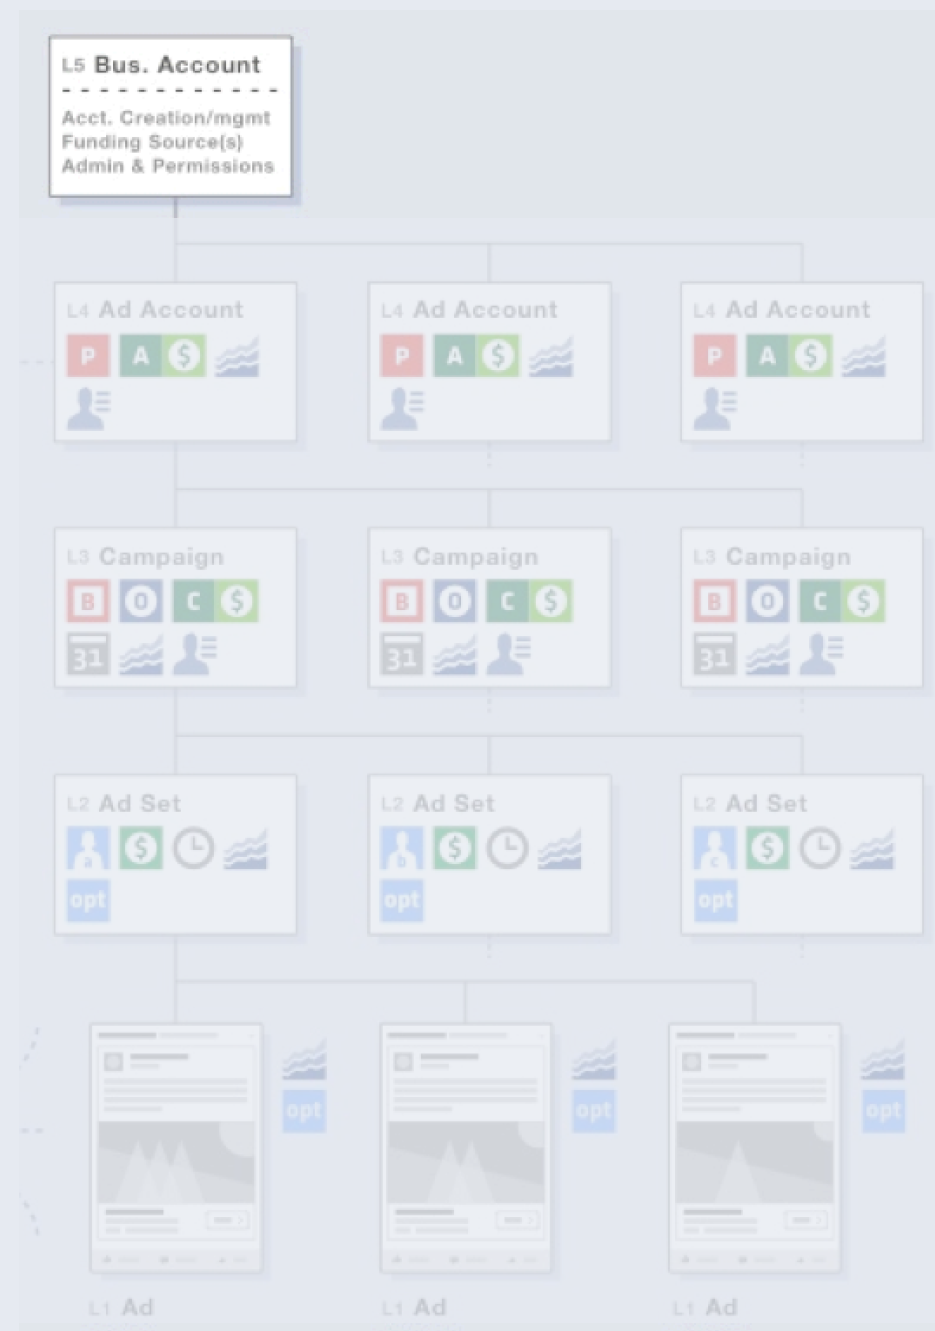 L5 Bus. Account
Acct. Creation/mgmt
Funding Source(s)
Admin & Permissions
L4 Ad Account
P A $
L4 Ad Account
P A $
L4 Ad Account
P A $
L3 Campaign
B O C $
31
L3 Campaign
B O C $
31
L3 Campaign
B O C $
31
L2 Ad Set
a $
opt
L2 Ad Set
b $
opt
L2 Ad Set
c $
opt
opt
opt
opt
L1 Ad
L1 Ad
L1 Ad